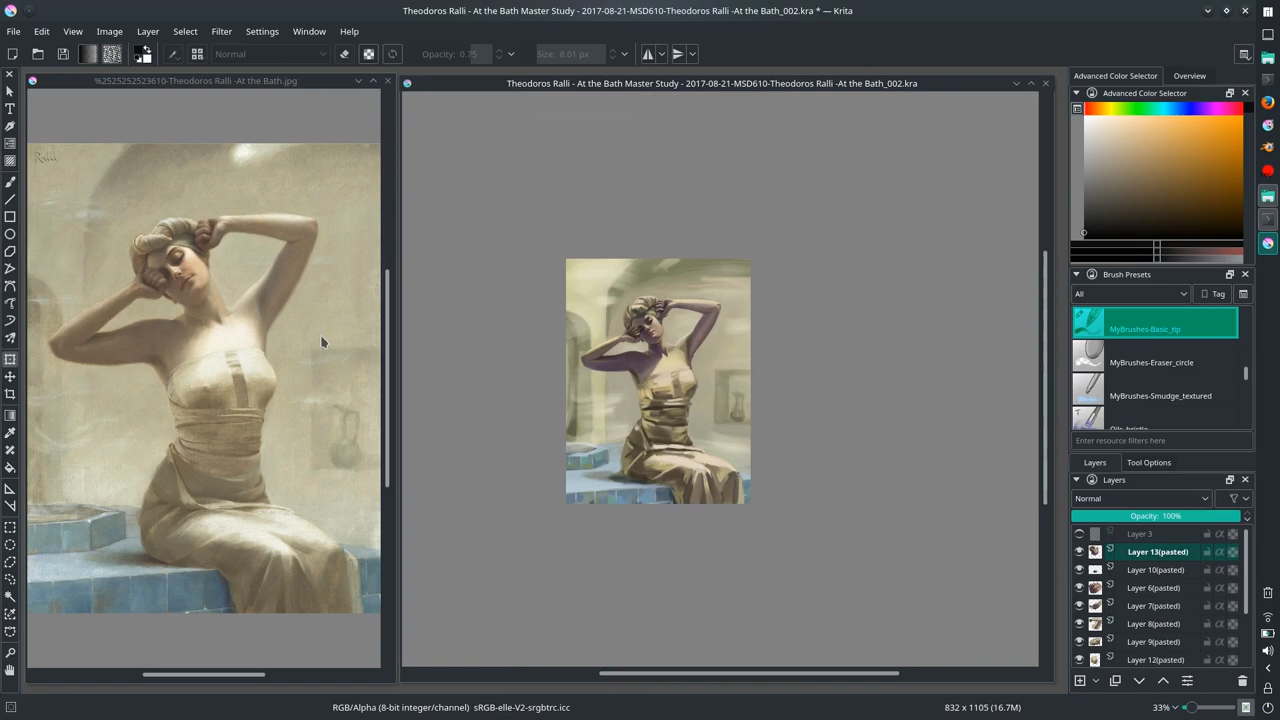 Theodoros Ralli - At the Bath Master Study - 2017-08-21-MSD610-Theodoros Ralli -At the Bath_002.kra * — Krita
File Edit View Image Layer Select Filter Settings Window Help
Normal
Opacity: 0.75
Size: 8.01 px
%2525252523610-Theodoros Ralli -At the Bath.jpg
Theodoros Ralli - At the Bath Master Study - 2017-08-21-MSD610-Theodoros Ralli -At the Bath_002.kra
Ralli
Advanced Color Selector
Overview
Advanced Color Selector
Brush Presets
All
Tag
MyBrushes-Basic_tip
MyBrushes-Eraser_circle
MyBrushes-Smudge_textured
Oils-bristle
Enter resource filters here
Layers
Tool Options
Layers
Normal
Opacity: 100%
Layer 3
Layer 13(pasted)
Layer 10(pasted)
Layer 6(pasted)
Layer 7(pasted)
Layer 8(pasted)
Layer 9(pasted)
Layer 12(pasted)
RGB/Alpha (8-bit integer/channel) sRGB-elle-V2-srgbtrc.icc
832 x 1105 (16.7M)
33%